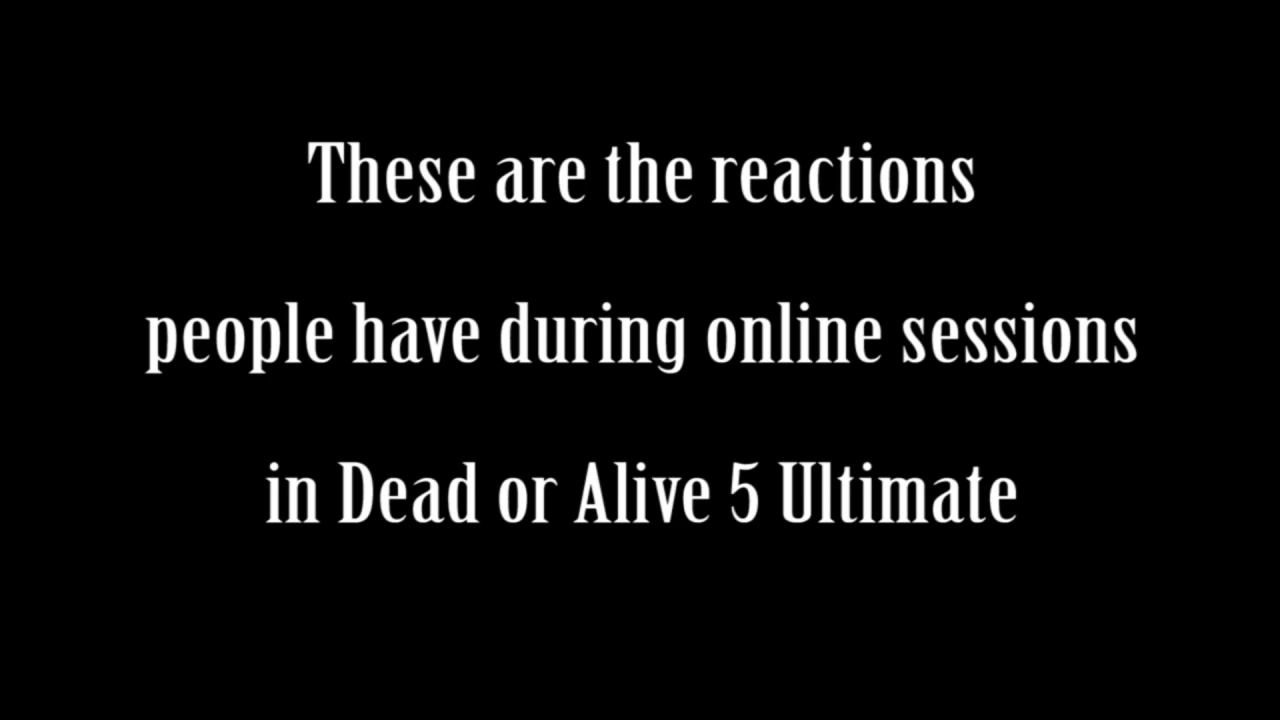 These are the reactions
people have during online sessions
in Dead or Alive 5 Ultimate